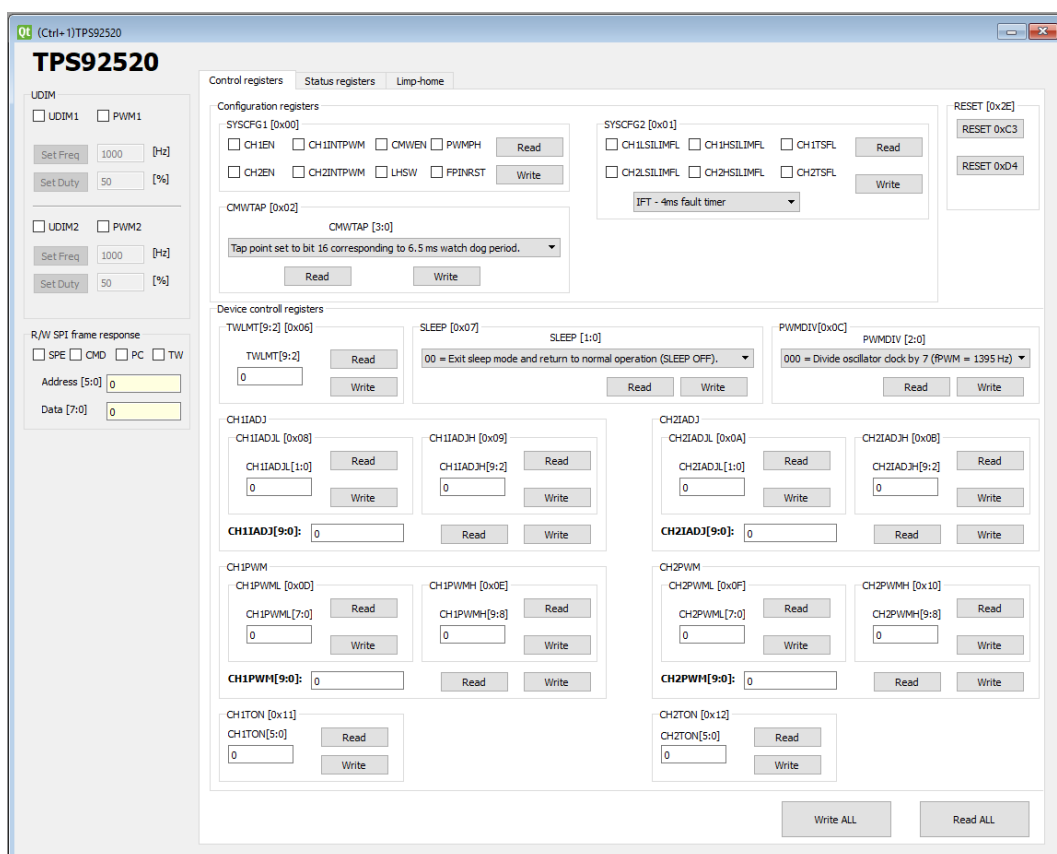 (Ctrl+1)TPS92520
TPS92520
UDIM
UDIM1 PWM1
Set Freq 1000 [Hz]
Set Duty 50 [%]
UDIM2 PWM2
Set Freq 1000 [Hz]
Set Duty 50 [%]
R/W SPI frame response
SPE CMD PC TW
Address [5:0] 0
Data [7:0] 0
Control registers Status registers Limp-home
Configuration registers
SYSCFG1 [0x00]
CH1EN CH1INTPWM CMWEN PWMPH Read
CH2EN CH2INTPWM LHSW FPINRST Write
SYSCFG2 [0x01]
CH1LSILIMFL CH1HSILIMFL CH1TSFL Read
CH2LSILIMFL CH2HSILIMFL CH2TSFL Write
IFT - 4ms fault timer
RESET [0x2E]
RESET 0xC3
RESET 0xD4
CMWTAP [0x02]
CMWTAP [3:0]
Tap point set to bit 16 corresponding to 6.5 ms watch dog period.
Read Write
Device controll registers
TWLMT[9:2] [0x06]
TWLMT[9:2] Read
0 Write
SLEEP [0x07]
SLEEP [1:0]
00 = Exit sleep mode and return to normal operation (SLEEP OFF).
Read Write
PWMDIV[0x0C]
PWMDIV [2:0]
000 = Divide oscillator clock by 7 (fPWM = 1395 Hz)
Read Write
CH1IADJ
CH1IADJL [0x08]
CH1IADJL[1:0] Read
0 Write
CH1IADJH [0x09]
CH1IADJH[9:2] Read
0 Write
CH1IADJ[9:0]: 0 Read Write
CH2IADJ
CH2IADJL [0x0A]
CH2IADJL[1:0] Read
0 Write
CH2IADJH [0x0B]
CH2IADJH[9:2] Read
0 Write
CH2IADJ[9:0]: 0 Read Write
CH1PWM
CH1PWML [0x0D]
CH1PWML[7:0] Read
0 Write
CH1PWMH [0x0E]
CH1PWMH[9:8] Read
0 Write
CH1PWM[9:0]: 0 Read Write
CH2PWM
CH2PWML [0x0F]
CH2PWML[7:0] Read
0 Write
CH2PWMH [0x10]
CH2PWMH[9:8] Read
0 Write
CH2PWM[9:0]: 0 Read Write
CH1TON [0x11]
CH1TON[5:0] Read
0 Write
CH2TON [0x12]
CH2TON[5:0] Read
0 Write
Write ALL Read ALL